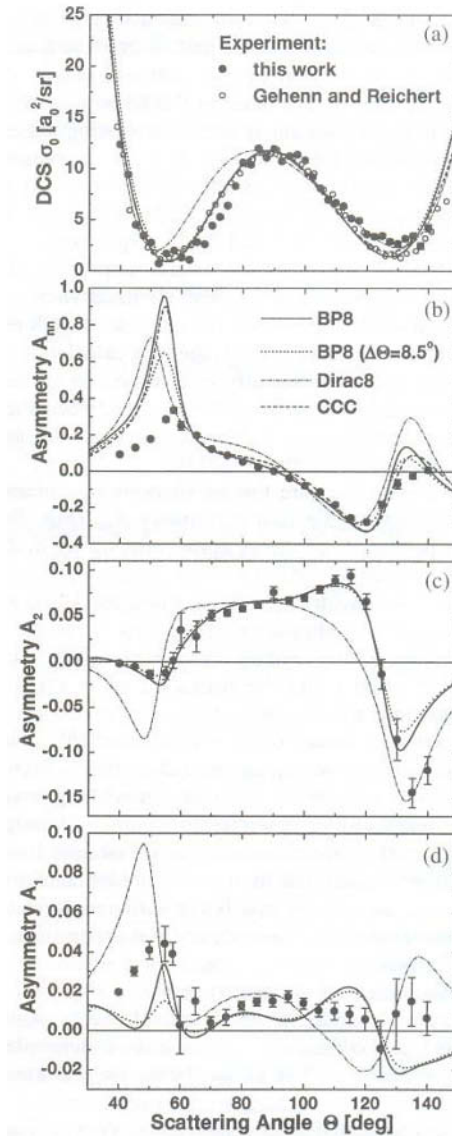 (a)
Experiment:
this work
Gehenn and Reichert
DCS σ₀ [a₀²/sr]
25
20
15
10
5
0
(b)
BP8
BP8 (ΔΘ=8.5°)
Dirac8
CCC
Asymmetry Aₙₙ
1.0
0.8
0.6
0.4
0.2
0.0
-0.2
-0.4
(c)
Asymmetry A₂
0.10
0.05
0.00
-0.05
-0.10
-0.15
(d)
Asymmetry A₁
0.10
0.08
0.06
0.04
0.02
0.00
-0.02
40 60 80 100 120 140
Scattering Angle Θ [deg]